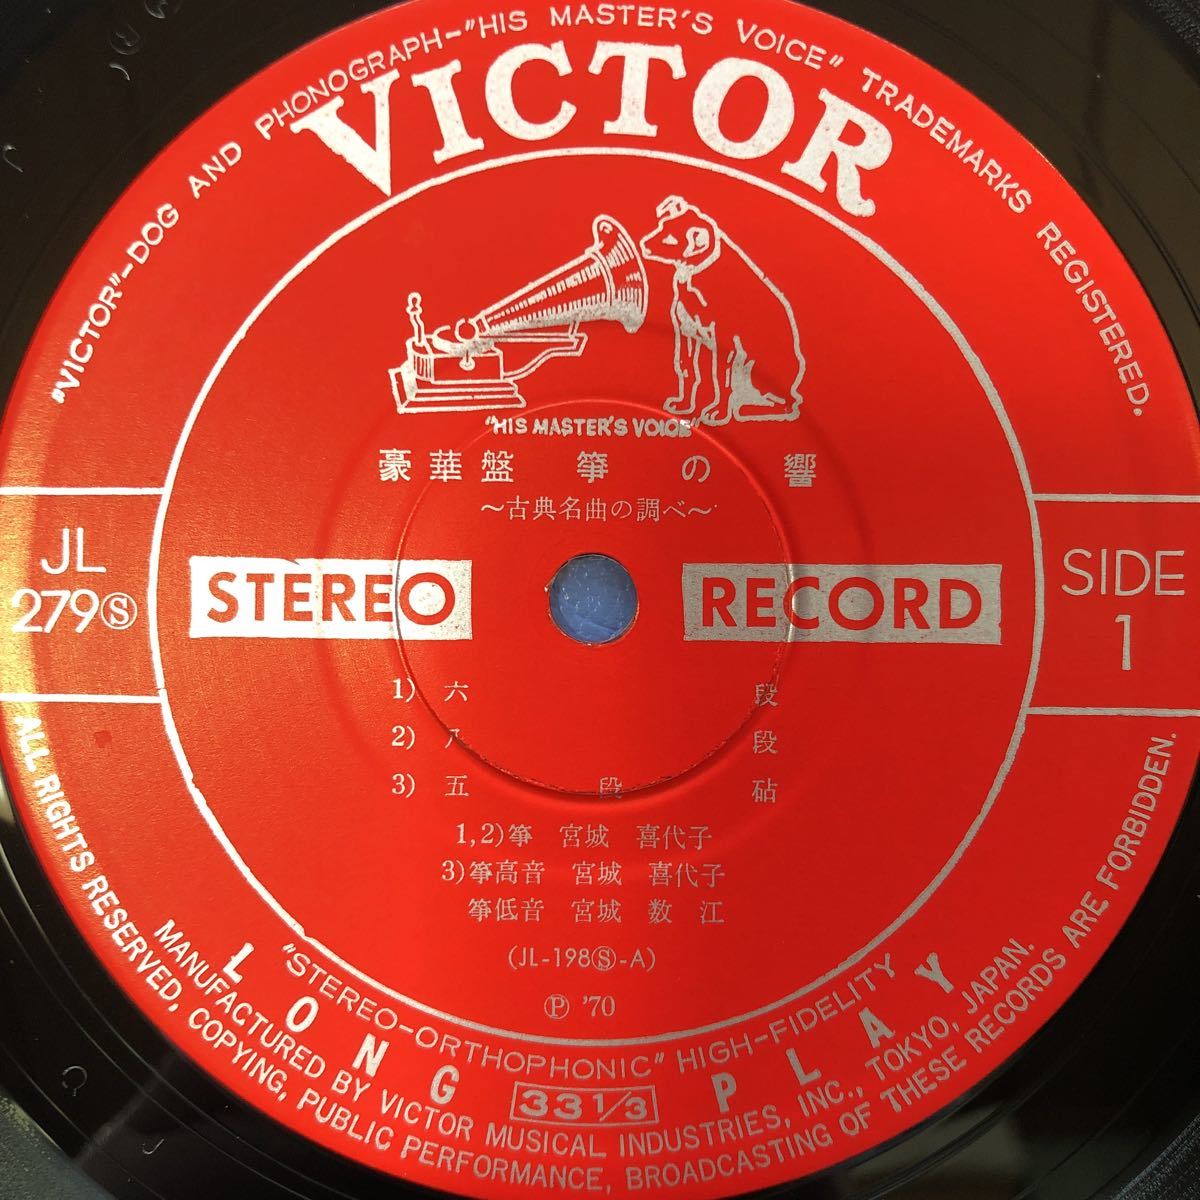 "VICTOR"-DOG AND PHONOGRAPH-"HIS MASTER'S VOICE" TRADEMARKS REGISTERED.
VICTOR
"HIS MASTER'S VOICE"
豪華盤 箏の響
〜古典名曲の調べ〜
JL
279Ⓢ
STEREO RECORD
SIDE
1
1) 六段
2) 八段
3) 五段砧
1,2)箏 宮城 喜代子
3)箏高音 宮城 喜代子
箏低音 宮城 数江
(JL-198Ⓢ-A)
Ⓟ '70
"STEREO-ORTHOPHONIC" HIGH-FIDELITY
LONG PLAY
33 1/3
MANUFACTURED BY VICTOR MUSICAL INDUSTRIES, INC., TOKYO, JAPAN.
ALL RIGHTS RESERVED, COPYING, PUBLIC PERFORMANCE, BROADCASTING OF THESE RECORDS ARE FORBIDDEN.